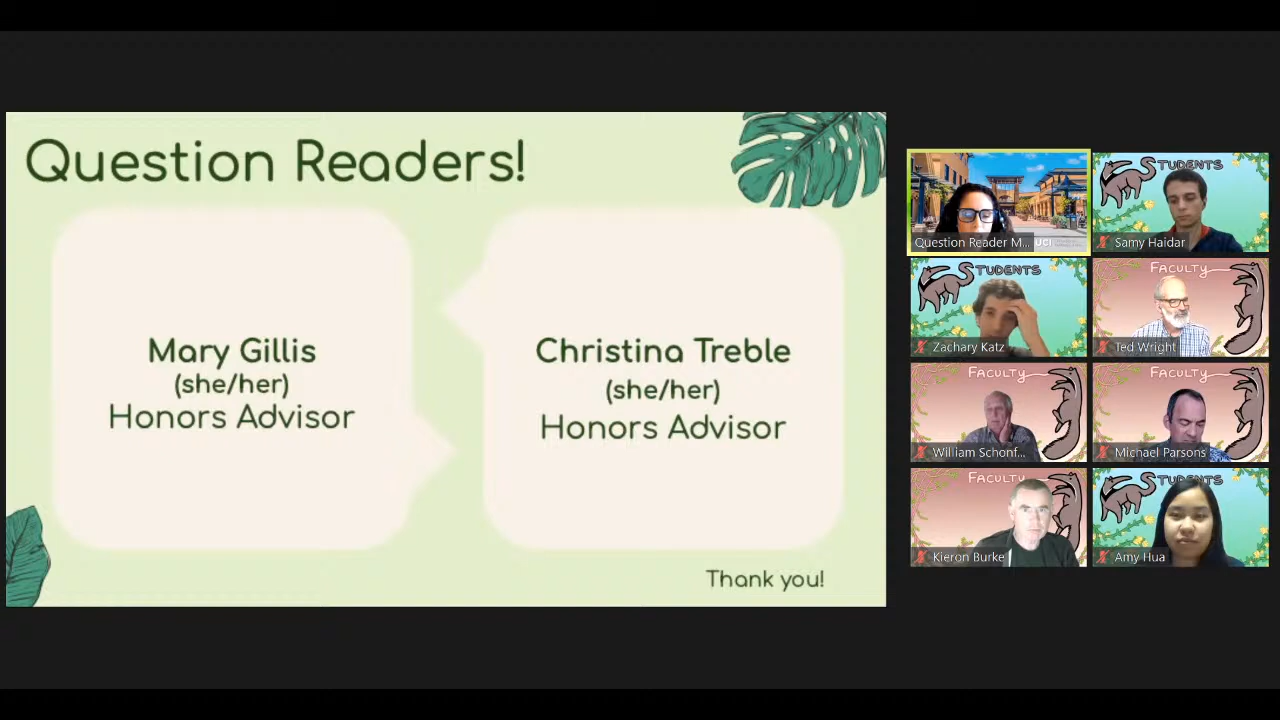 Question Readers!
Mary Gillis
(she/her)
Honors Advisor
Christina Treble
(she/her)
Honors Advisor
Thank you!
Question Reader M...
UCI
STUDENTS
Samy Haidar
STUDENTS
Zachary Katz
FACULTY
Ted Wright
FACULTY
William Schonf...
FACULTY
Michael Parsons
FACULTY
Kieron Burke
STUDENTS
Amy Hua